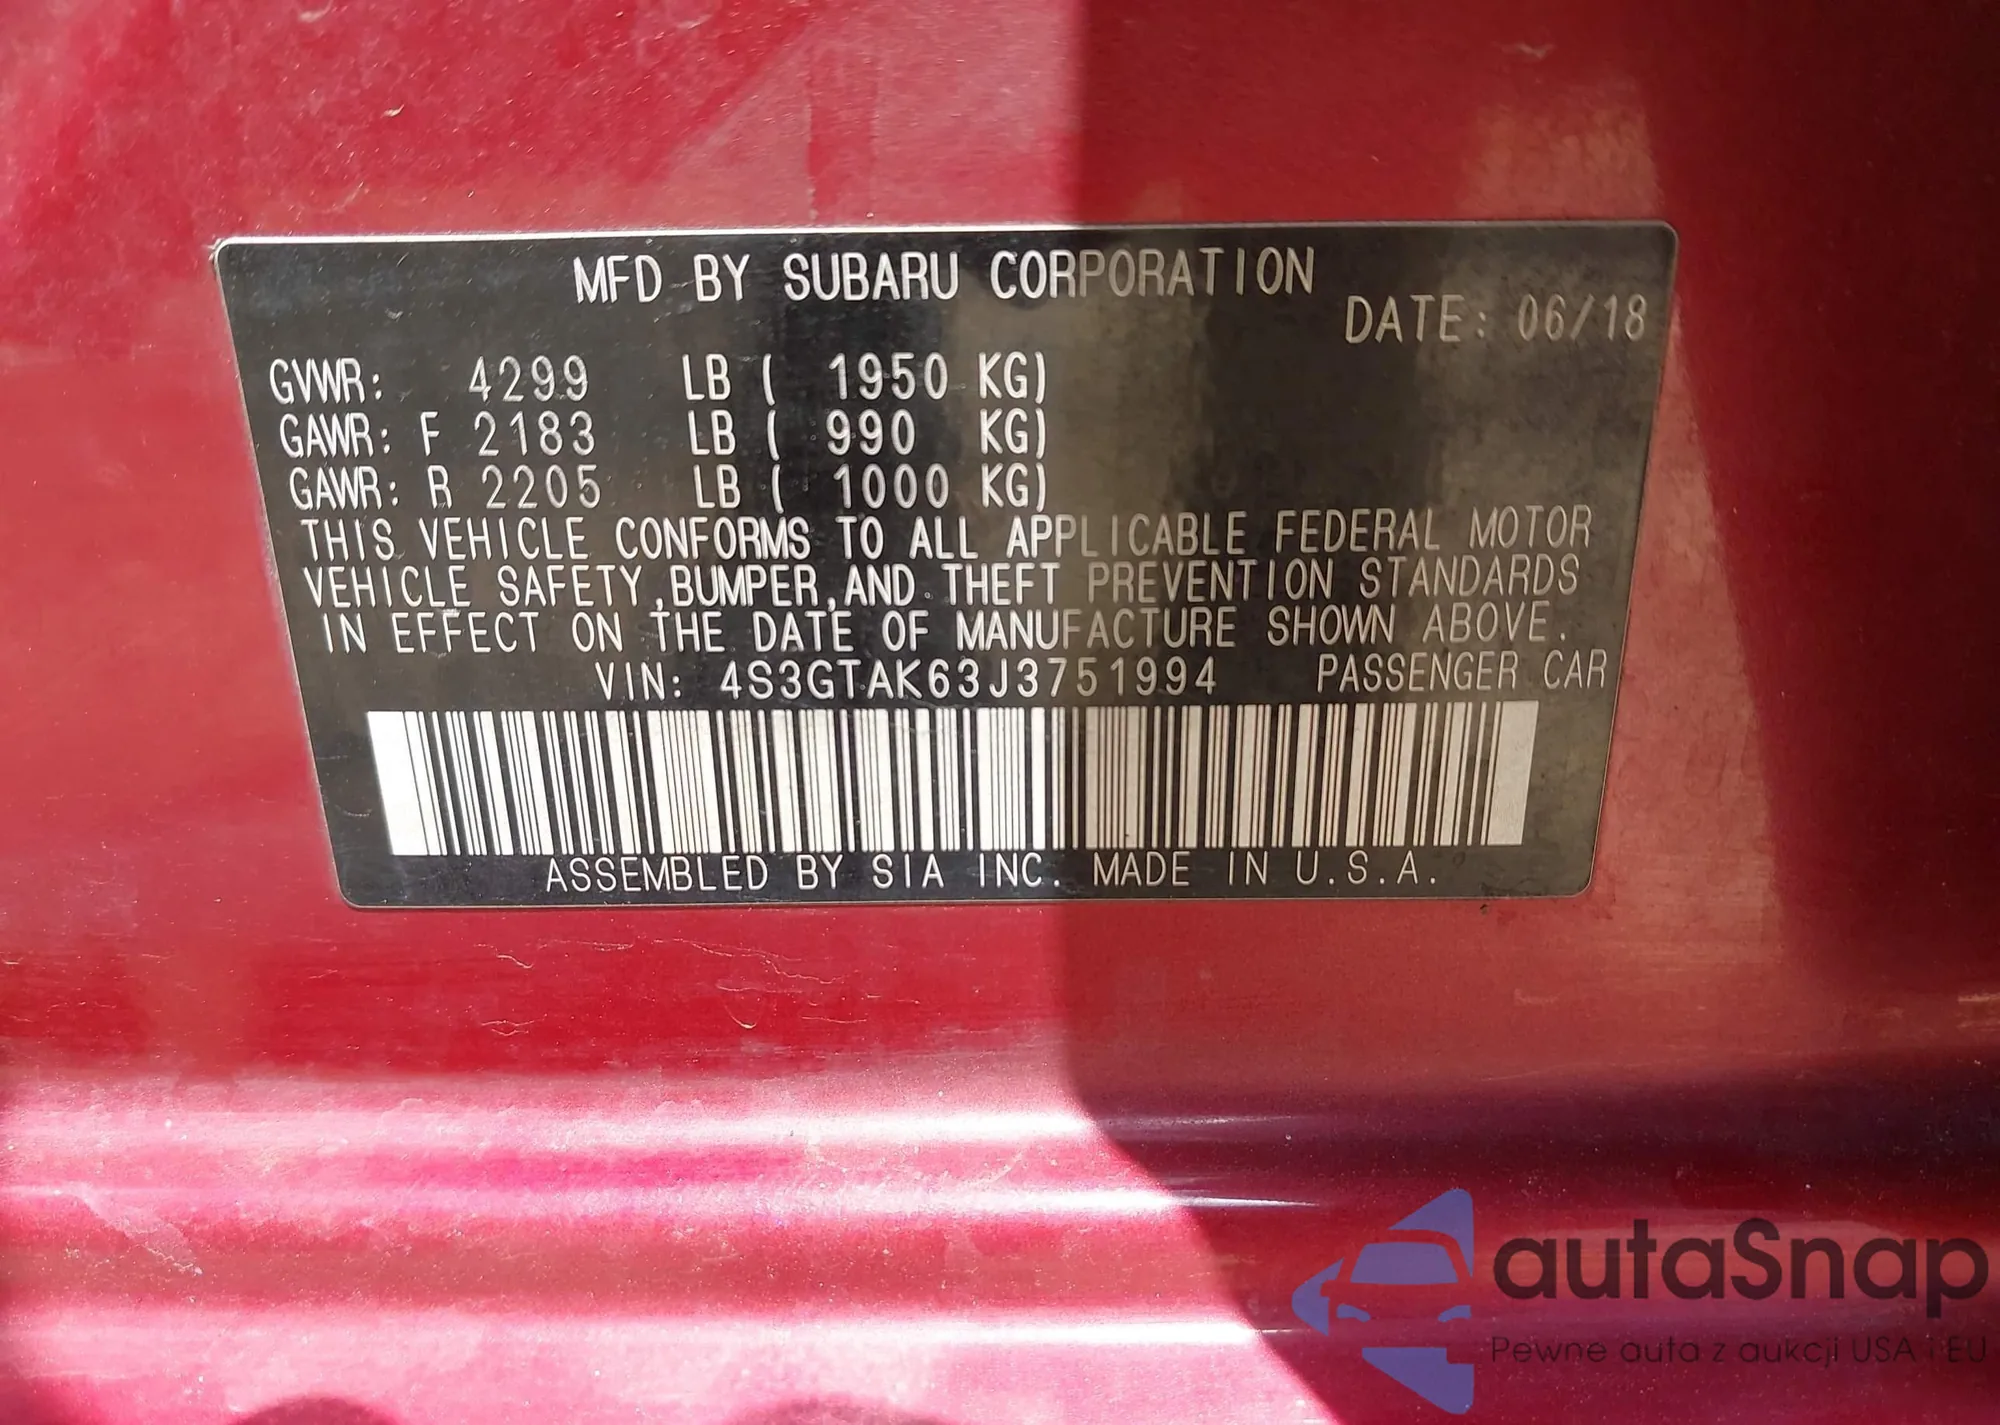 MFD BY SUBARU CORPORATION
DATE: 06/18
GVWR: 4299 LB ( 1950 KG)
GAWR: F 2183 LB ( 990 KG)
GAWR: R 2205 LB ( 1000 KG)
THIS VEHICLE CONFORMS TO ALL APPLICABLE FEDERAL MOTOR
VEHICLE SAFETY,BUMPER,AND THEFT PREVENTION STANDARDS
IN EFFECT ON THE DATE OF MANUFACTURE SHOWN ABOVE.
VIN: 4S3GTAK63J3751994 PASSENGER CAR
ASSEMBLED BY SIA INC. MADE IN U.S.A.
autaSnap
Pewne auta z aukcji USA i EU